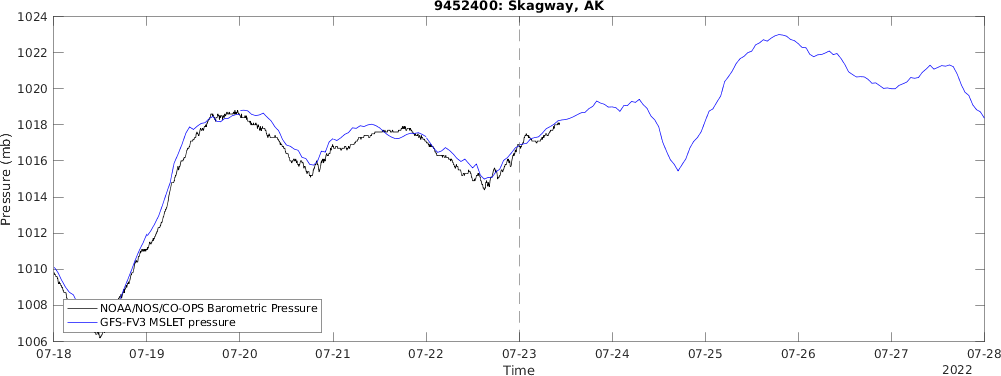 9452400: Skagway, AK
1024
1022
1020
1018
1016
1014
1012
1010
1008
1006
Pressure (mb)
NOAA/NOS/CO-OPS Barometric Pressure
GFS-FV3 MSLET pressure
07-18 07-19 07-20 07-21 07-22 07-23 07-24 07-25 07-26 07-27 07-28
Time
2022